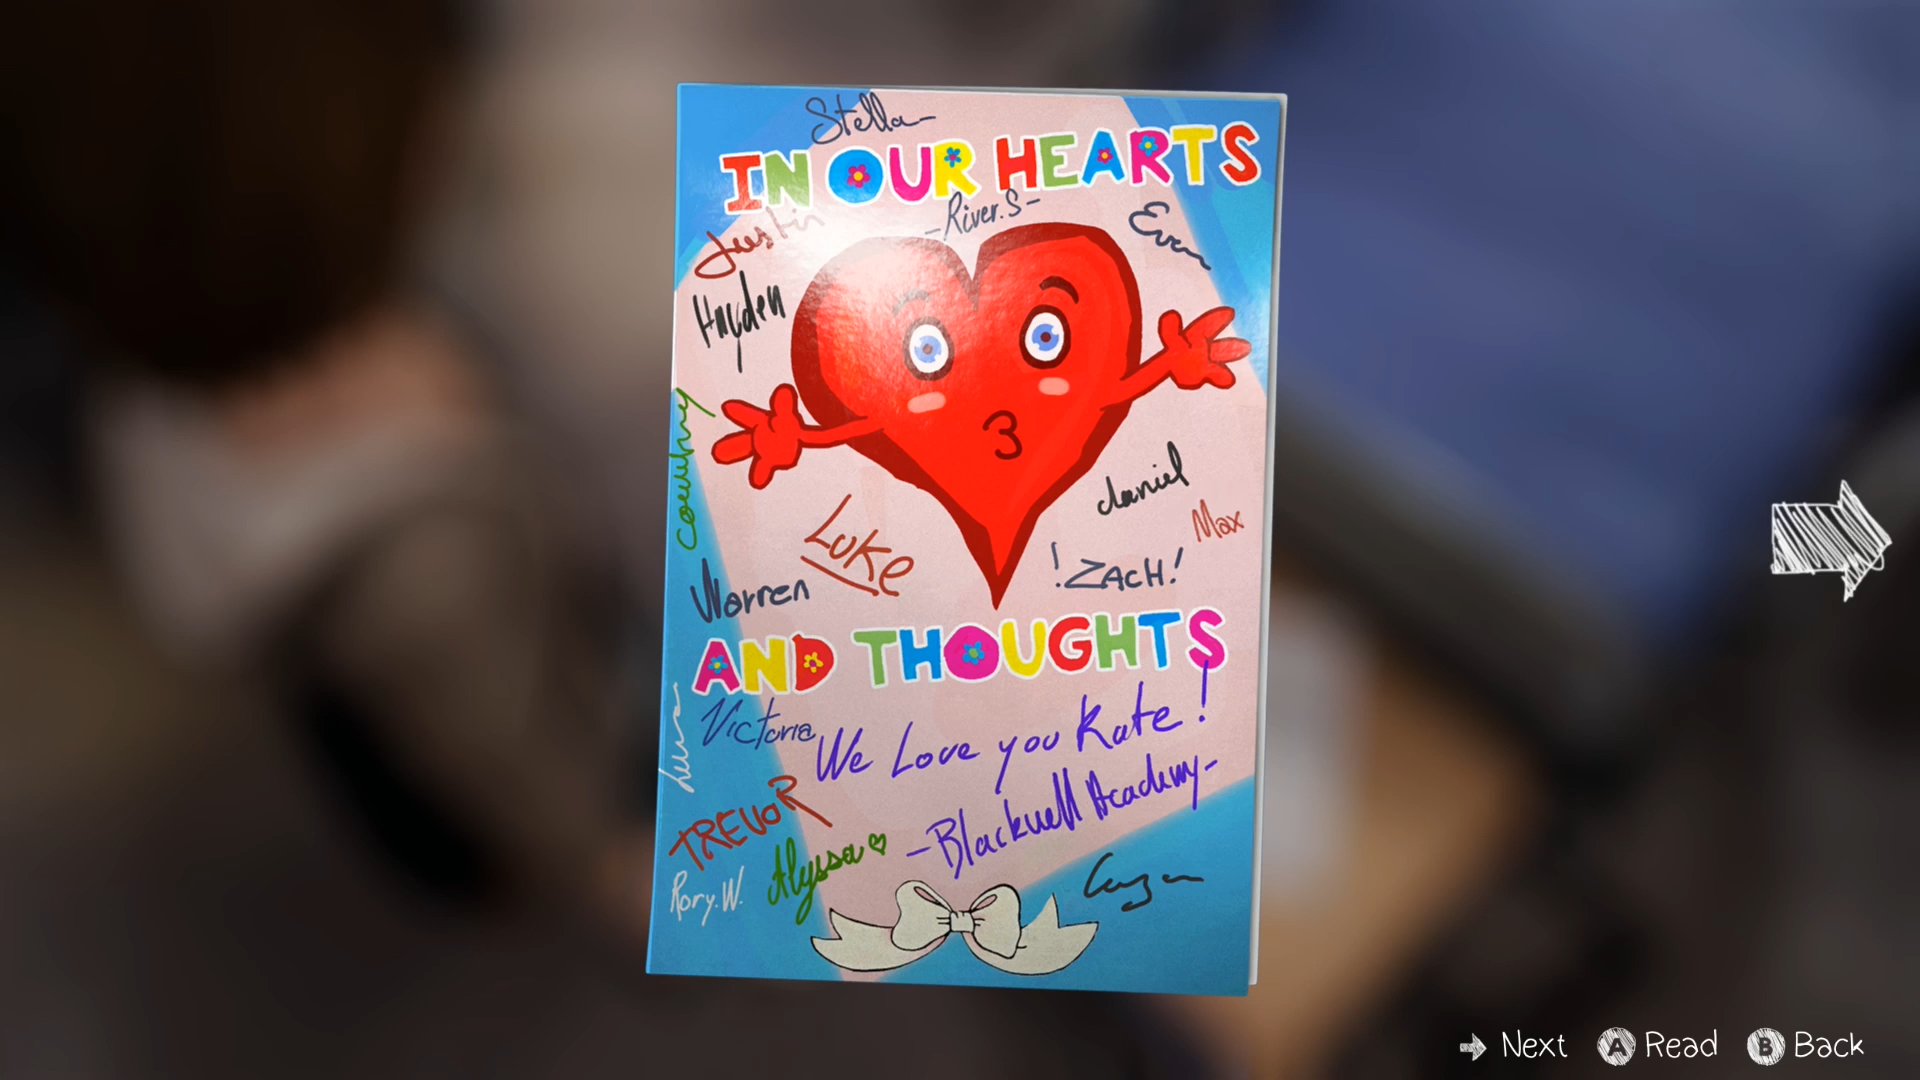 Stella-
IN OUR HEARTS
-River.S-
Justin
Evan
Hayden
Courtney
daniel
Luke
Max
!ZACH!
Warren
AND THOUGHTS
Victoria
We Love you Kate!
TREVOR
-Blackwell Academy-
Alyssa
Rory.W.
Next
A Read
B Back